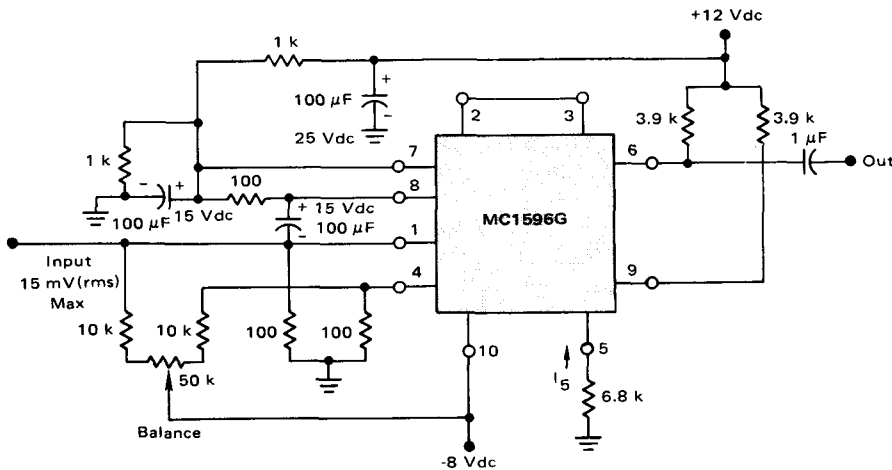 +12 Vdc
1 k
+
100 µF
-
25 Vdc
2
3
3.9 k
3.9 k
1 µF
Out
1 k
7
6
-
+
100 µF
15 Vdc
100
8
+
15 Vdc
100 µF
-
MC1596G
1
Input
15 mV(rms)
Max
4
9
10 k
10 k
100
100
50 k
10
I5
5
6.8 k
Balance
-8 Vdc